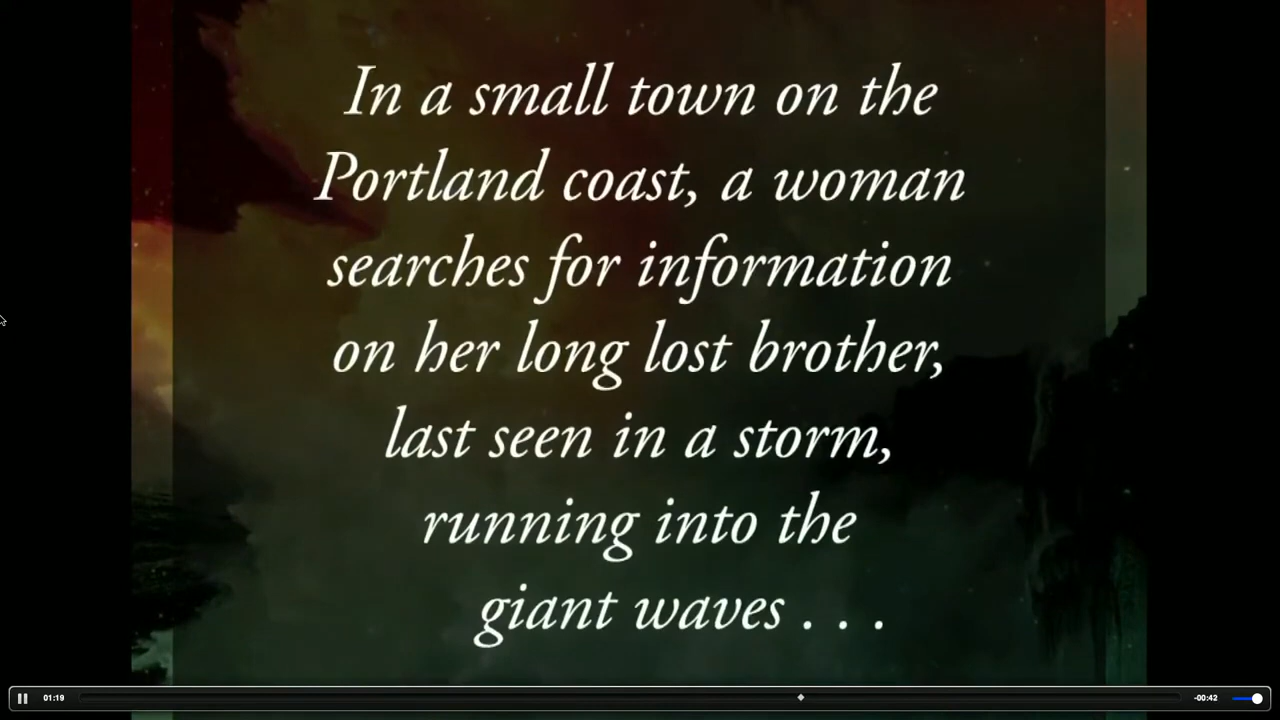 In a small town on the
Portland coast, a woman
searches for information
on her long lost brother,
last seen in a storm,
running into the
giant waves . . .
01:19
-00:42